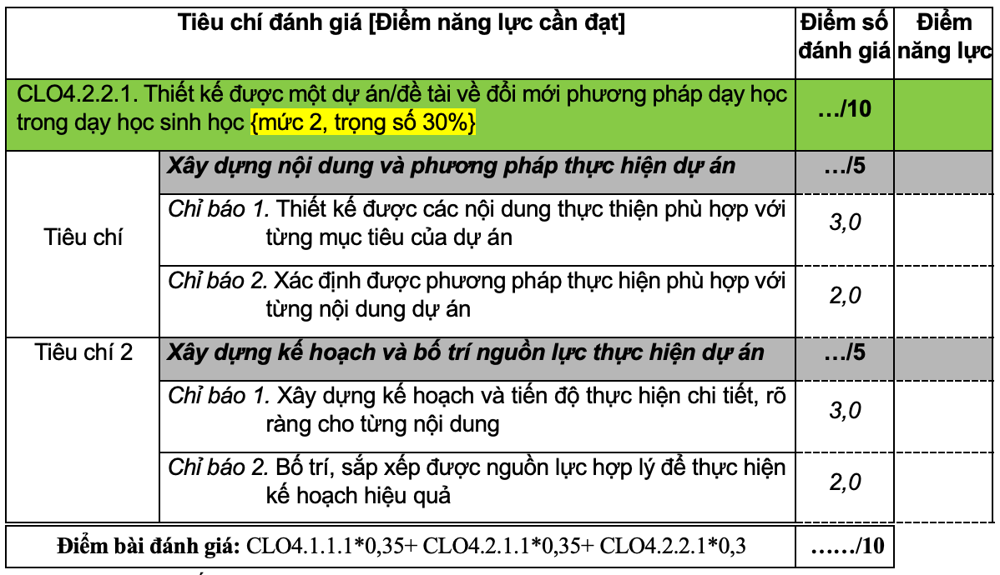 Tiêu chí đánh giá [Điểm năng lực cần đạt]
Điểm số
đánh giá
Điểm
năng lực
CLO4.2.2.1. Thiết kế được một dự án/đề tài về đổi mới phương pháp dạy học
trong dạy học sinh học {mức 2, trọng số 30%}
…/10
Tiêu chí
Xây dựng nội dung và phương pháp thực hiện dự án
…/5
Chỉ báo 1. Thiết kế được các nội dung thực thiện phù hợp với
từng mục tiêu của dự án
3,0
Chỉ báo 2. Xác định được phương pháp thực hiện phù hợp với
từng nội dung dự án
2,0
Tiêu chí 2
Xây dựng kế hoạch và bố trí nguồn lực thực hiện dự án
…/5
Chỉ báo 1. Xây dựng kế hoạch và tiến độ thực hiện chi tiết, rõ
ràng cho từng nội dung
3,0
Chỉ báo 2. Bố trí, sắp xếp được nguồn lực hợp lý để thực hiện
kế hoạch hiệu quả
2,0
Điểm bài đánh giá: CLO4.1.1.1*0,35+ CLO4.2.1.1*0,35+ CLO4.2.2.1*0,3
……/10